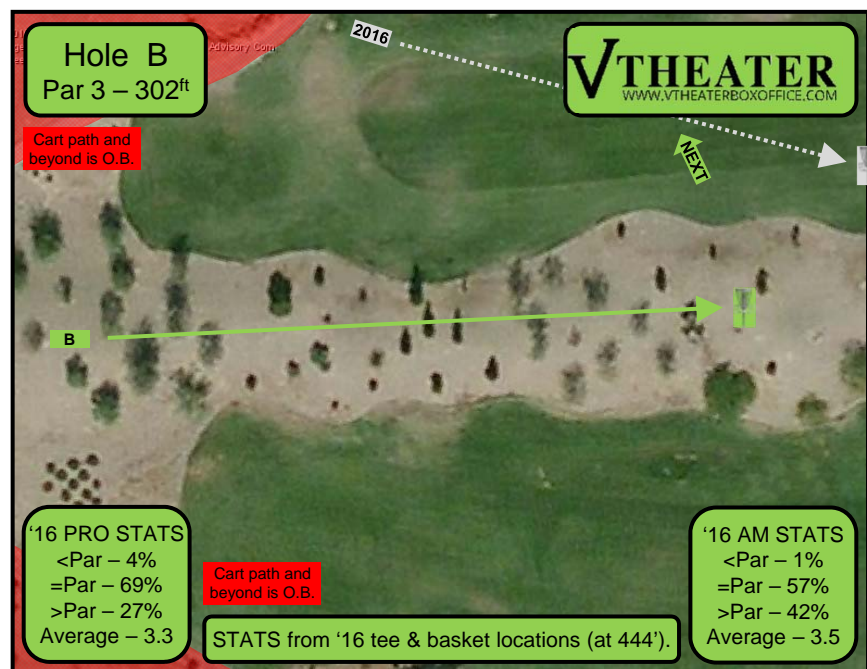 Hole B
Par 3 – 302ft
Advisory Com
2016
VTHEATER
WWW.VTHEATERBOXOFFICE.COM
Cart path and
beyond is O.B.
NEXT
B
'16 PRO STATS
<Par – 4%
=Par – 69%
>Par – 27%
Average – 3.3
Cart path and
beyond is O.B.
STATS from '16 tee & basket locations (at 444').
'16 AM STATS
<Par – 1%
=Par – 57%
>Par – 42%
Average – 3.5